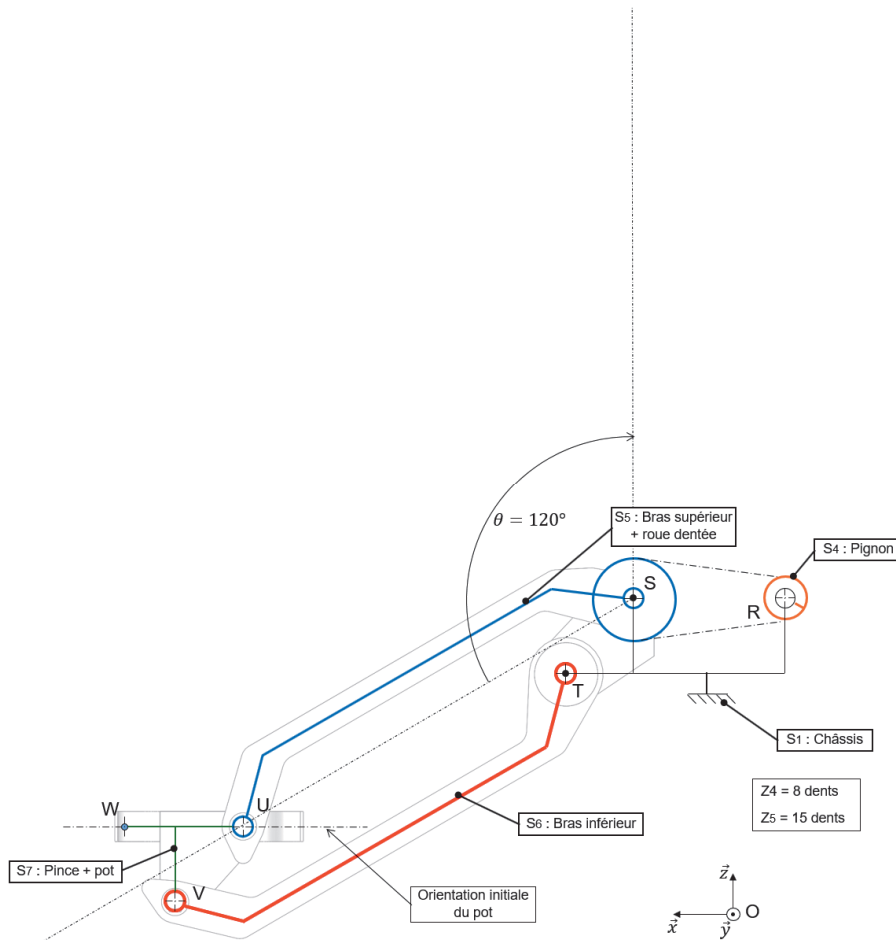 θ = 120°
S5 : Bras supérieur
+ roue dentée
S4 : Pignon
S
R
T
S1 : Châssis
W
U
Z4 = 8 dents
Z5 = 15 dents
S6 : Bras inférieur
S7 : Pince + pot
V
Orientation initiale
du pot
z
x
O
y